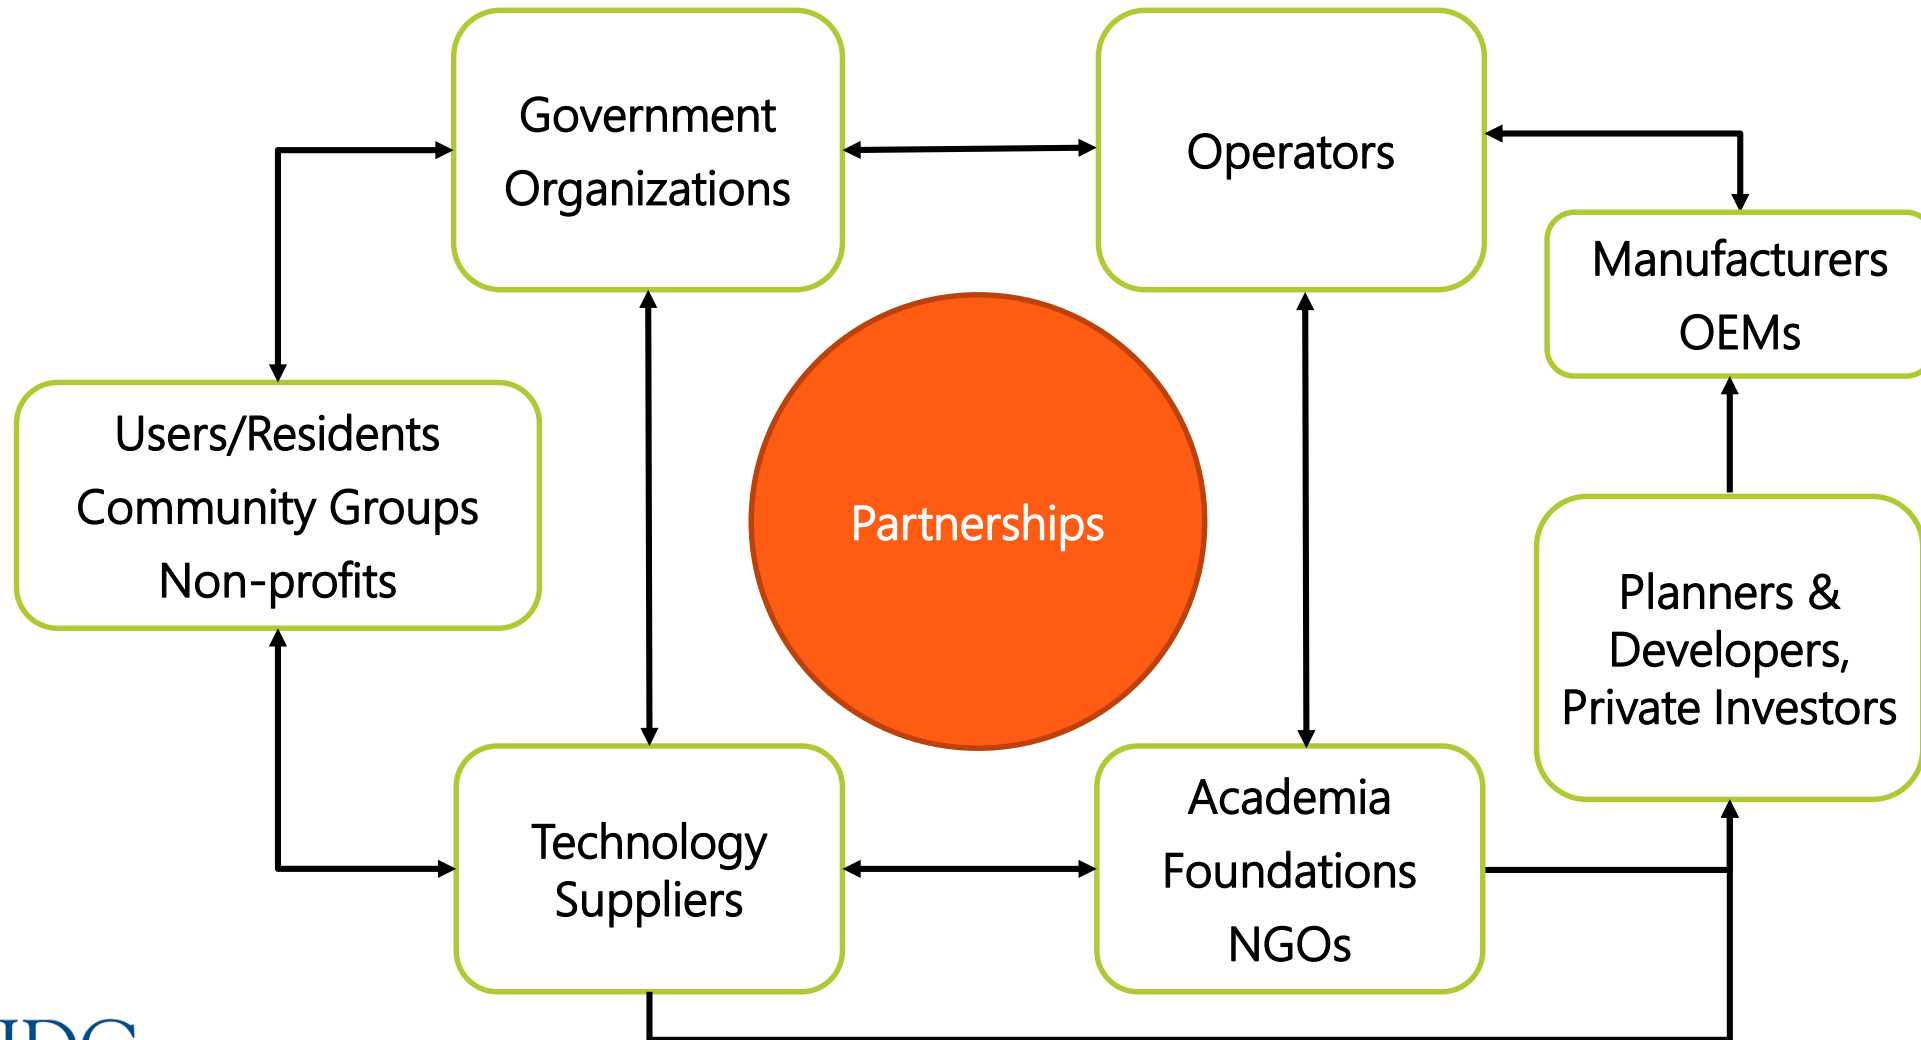 Government
Organizations
Operators
Manufacturers
OEMs
Users/Residents
Community Groups
Non-profits
Partnerships
Planners &
Developers,
Private Investors
Technology
Suppliers
Academia
Foundations
NGOs
IDC